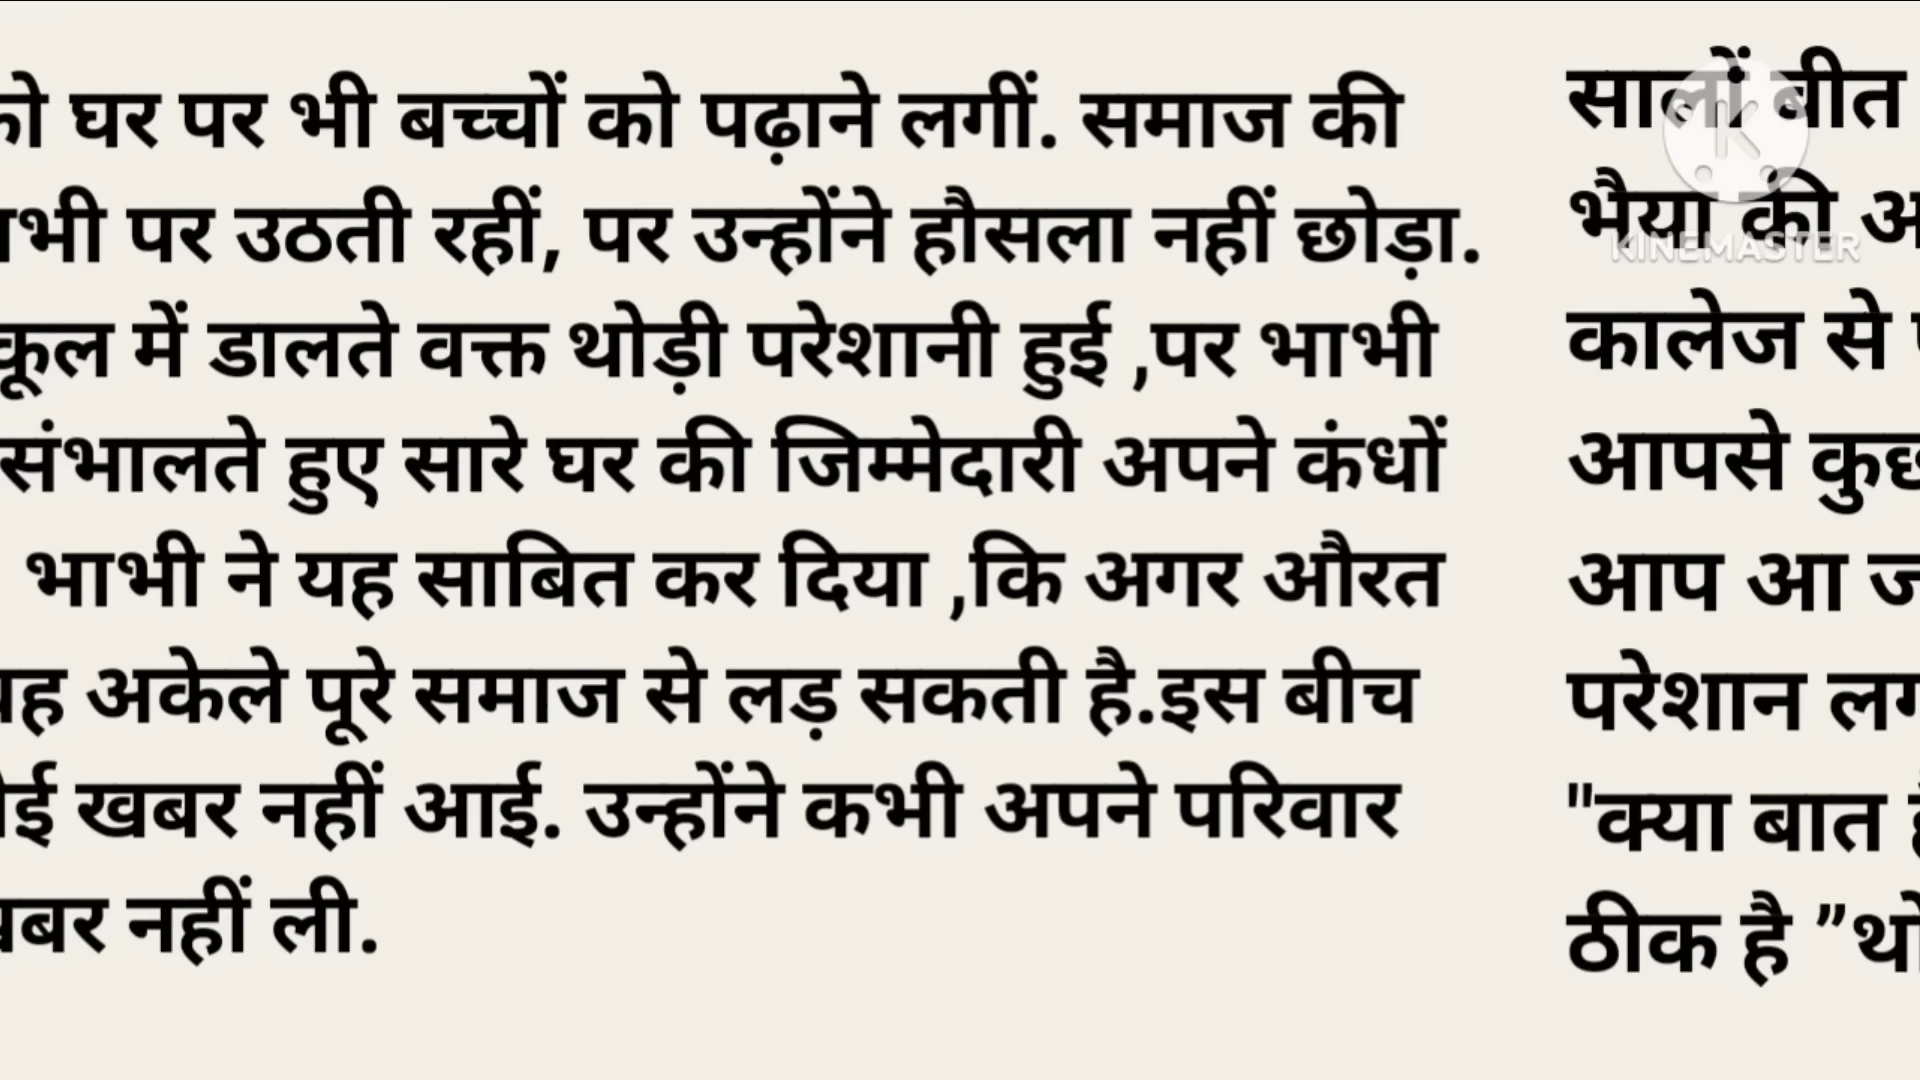 घर पर भी बच्चों को पढ़ाने लगीं. समाज की
पर उठती रहीं, पर उन्होंने हौसला नहीं छोड़ा.
में डालते वक्त थोड़ी परेशानी हुई ,पर भाभी
संभालते हुए सारे घर की जिम्मेदारी अपने कंधों
भाभी ने यह साबित कर दिया ,कि अगर औरत
अकेले पूरे समाज से लड़ सकती है.इस बीच
खबर नहीं आई. उन्होंने कभी अपने परिवार
नहीं ली.
सालों बीत
भैया की
कालेज से
आपसे
आप आ
परेशान
"क्या बात
ठीक है ”
KINEMASTER